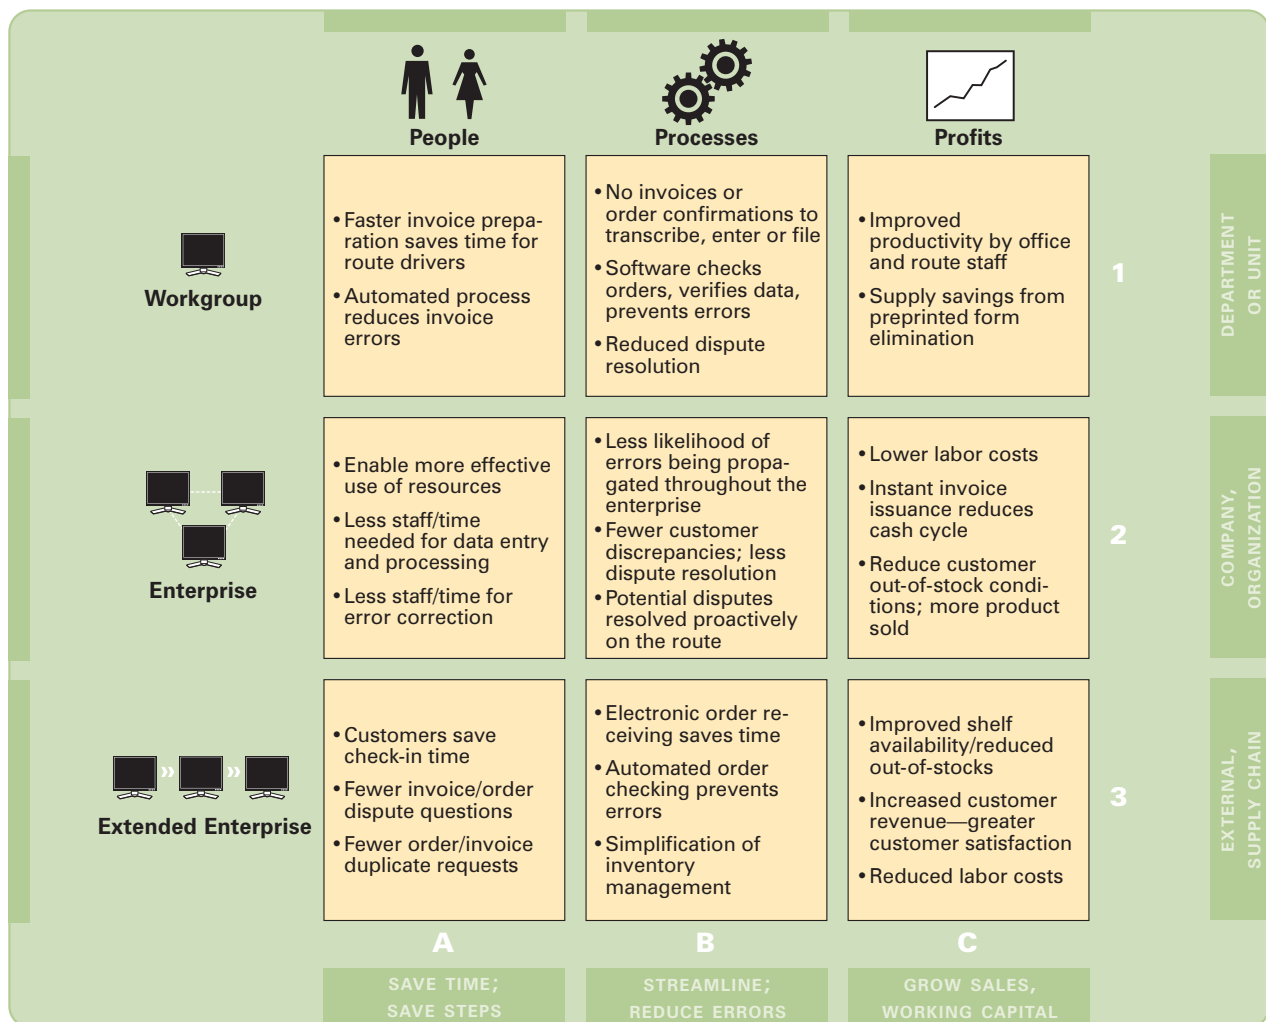 People
Processes
Profits
Workgroup
• Faster invoice prepa-
ration saves time for
route drivers
• Automated process
reduces invoice
errors
• No invoices or
order confirmations to
transcribe, enter or file
• Software checks
orders, verifies data,
prevents errors
• Reduced dispute
resolution
• Improved
productivity by office
and route staff
• Supply savings from
preprinted form
elimination
1
DEPARTMENT
OR UNIT
Enterprise
• Enable more effective
use of resources
• Less staff/time
needed for data entry
and processing
• Less staff/time for
error correction
• Less likelihood of
errors being propa-
gated throughout the
enterprise
• Fewer customer
discrepancies; less
dispute resolution
• Potential disputes
resolved proactively
on the route
• Lower labor costs
• Instant invoice
issuance reduces
cash cycle
• Reduce customer
out-of-stock condi-
tions; more product
sold
2
COMPANY,
ORGANIZATION
» »
Extended Enterprise
• Customers save
check-in time
• Fewer invoice/order
dispute questions
• Fewer order/invoice
duplicate requests
• Electronic order re-
ceiving saves time
• Automated order
checking prevents
errors
• Simplification of
inventory
management
• Improved shelf
availability/reduced
out-of-stocks
• Increased customer
revenue—greater
customer satisfaction
• Reduced labor costs
3
EXTERNAL,
SUPPLY CHAIN
A
B
C
SAVE TIME;
SAVE STEPS
STREAMLINE;
REDUCE ERRORS
GROW SALES,
WORKING CAPITAL